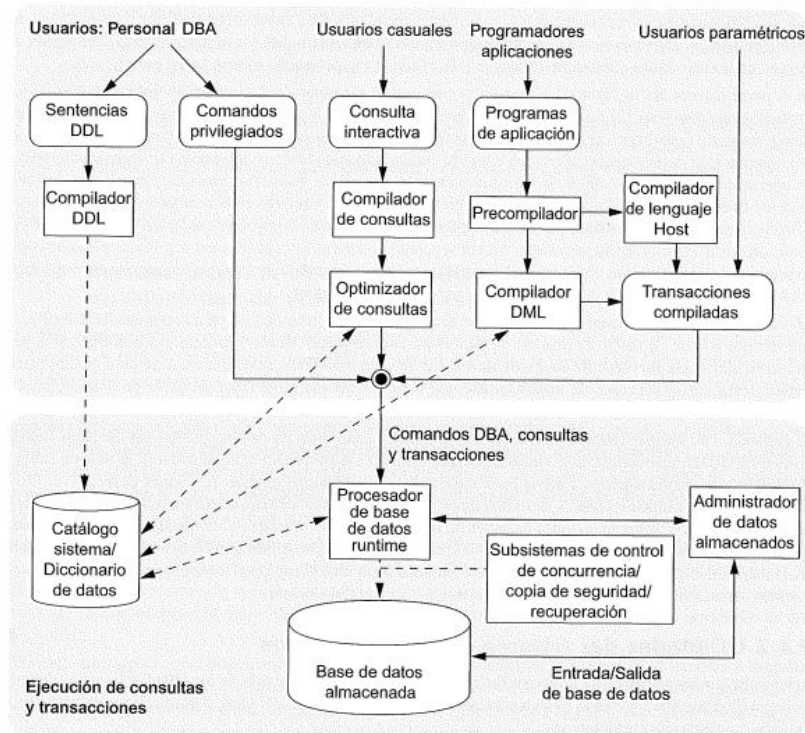 Usuarios: Personal DBA
Usuarios casuales
Programadores
aplicaciones
Usuarios paramétricos
Sentencias
DDL
Comandos
privilegiados
Consulta
interactiva
Programas
de aplicación
Compilador
DDL
Compilador
de consultas
Precompilador
Compilador
de lenguaje
Host
Optimizador
de consultas
Compilador
DML
Transacciones
compiladas
Comandos DBA, consultas
y transacciones
Catálogo
sistema/
Diccionario
de datos
Procesador
de base
de datos
runtime
Administrador
de datos
almacenados
Subsistemas de control
de concurrencia/
copia de seguridad/
recuperación
Base de datos
almacenada
Entrada/Salida
de base de datos
Ejecución de consultas
y transacciones